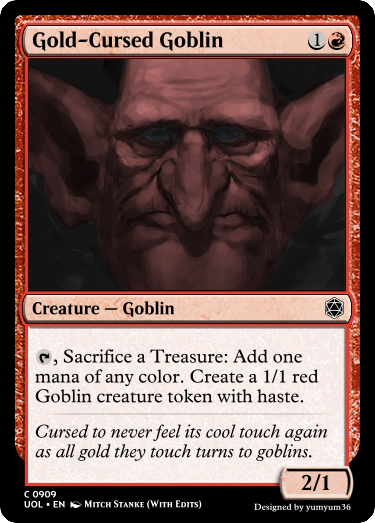 Gold-Cursed Goblin 1
Creature — Goblin
, Sacrifice a Treasure: Add one
mana of any color. Create a 1/1 red
Goblin creature token with haste.
Cursed to never feel its cool touch again
as all gold they touch turns to goblins.
2/1
C 0909
UOL • EN Mitch Stanke (With Edits)
Designed by yumyum36